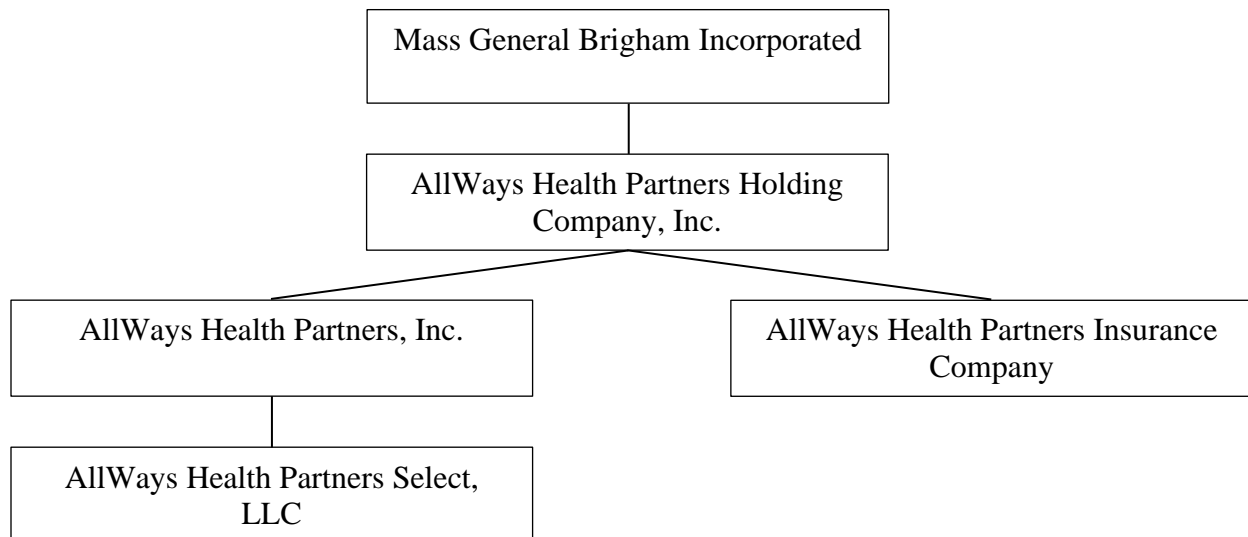 Mass General Brigham Incorporated
AllWays Health Partners Holding
Company, Inc.
AllWays Health Partners, Inc.
AllWays Health Partners Insurance
Company
AllWays Health Partners Select,
LLC